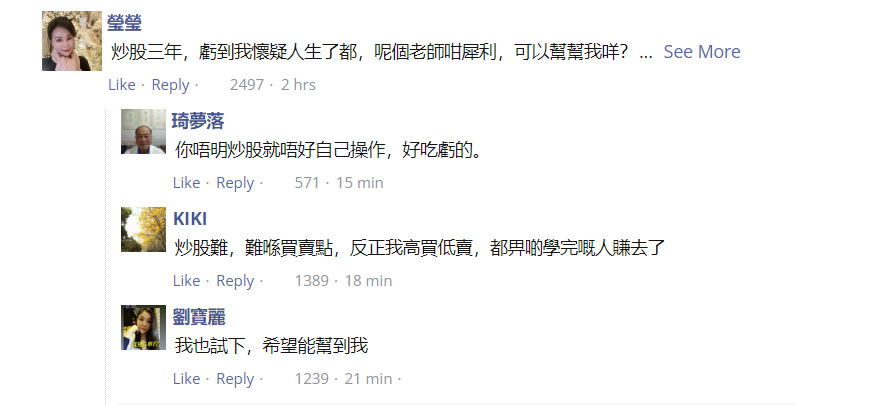 瑩瑩
炒股三年，虧到我懷疑人生了都，呢個老師咁犀利，可以幫幫我咩？ ... See More
Like · Reply · 2497 · 2 hrs
琦夢落
你唔明炒股就唔好自己操作，好吃虧的。
Like · Reply · 571 · 15 min
KIKI
炒股難，難喺買賣點，反正我高買低賣，都畀啲學完嘅人賺去了
Like · Reply · 1389 · 18 min
劉寶麗
我也試下，希望能幫到我
Like · Reply · 1239 · 21 min ·